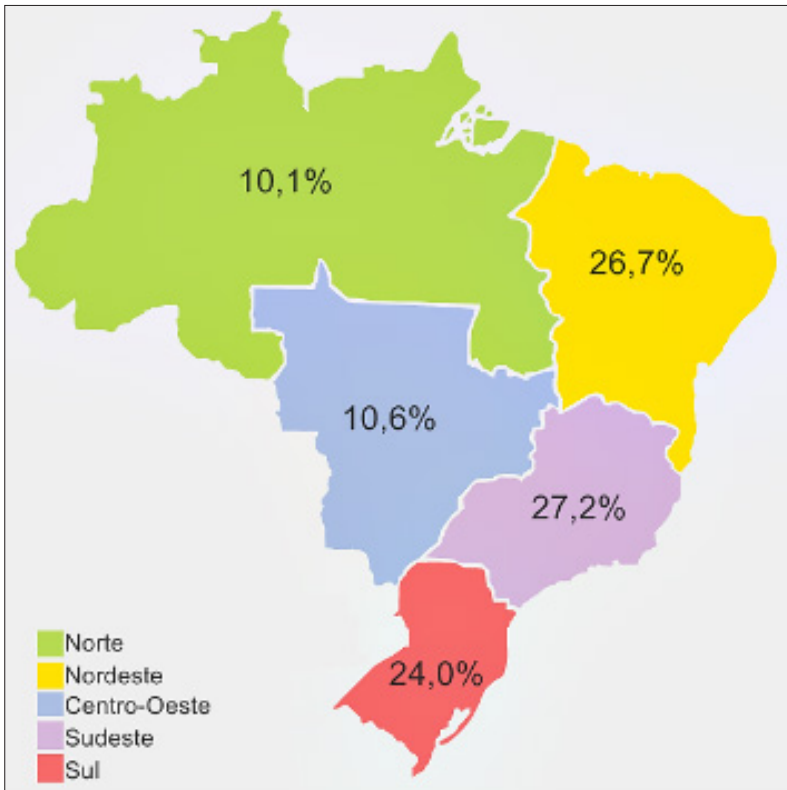 10,1%
26,7%
10,6%
27,2%
24,0%
Norte
Nordeste
Centro-Oeste
Sudeste
Sul